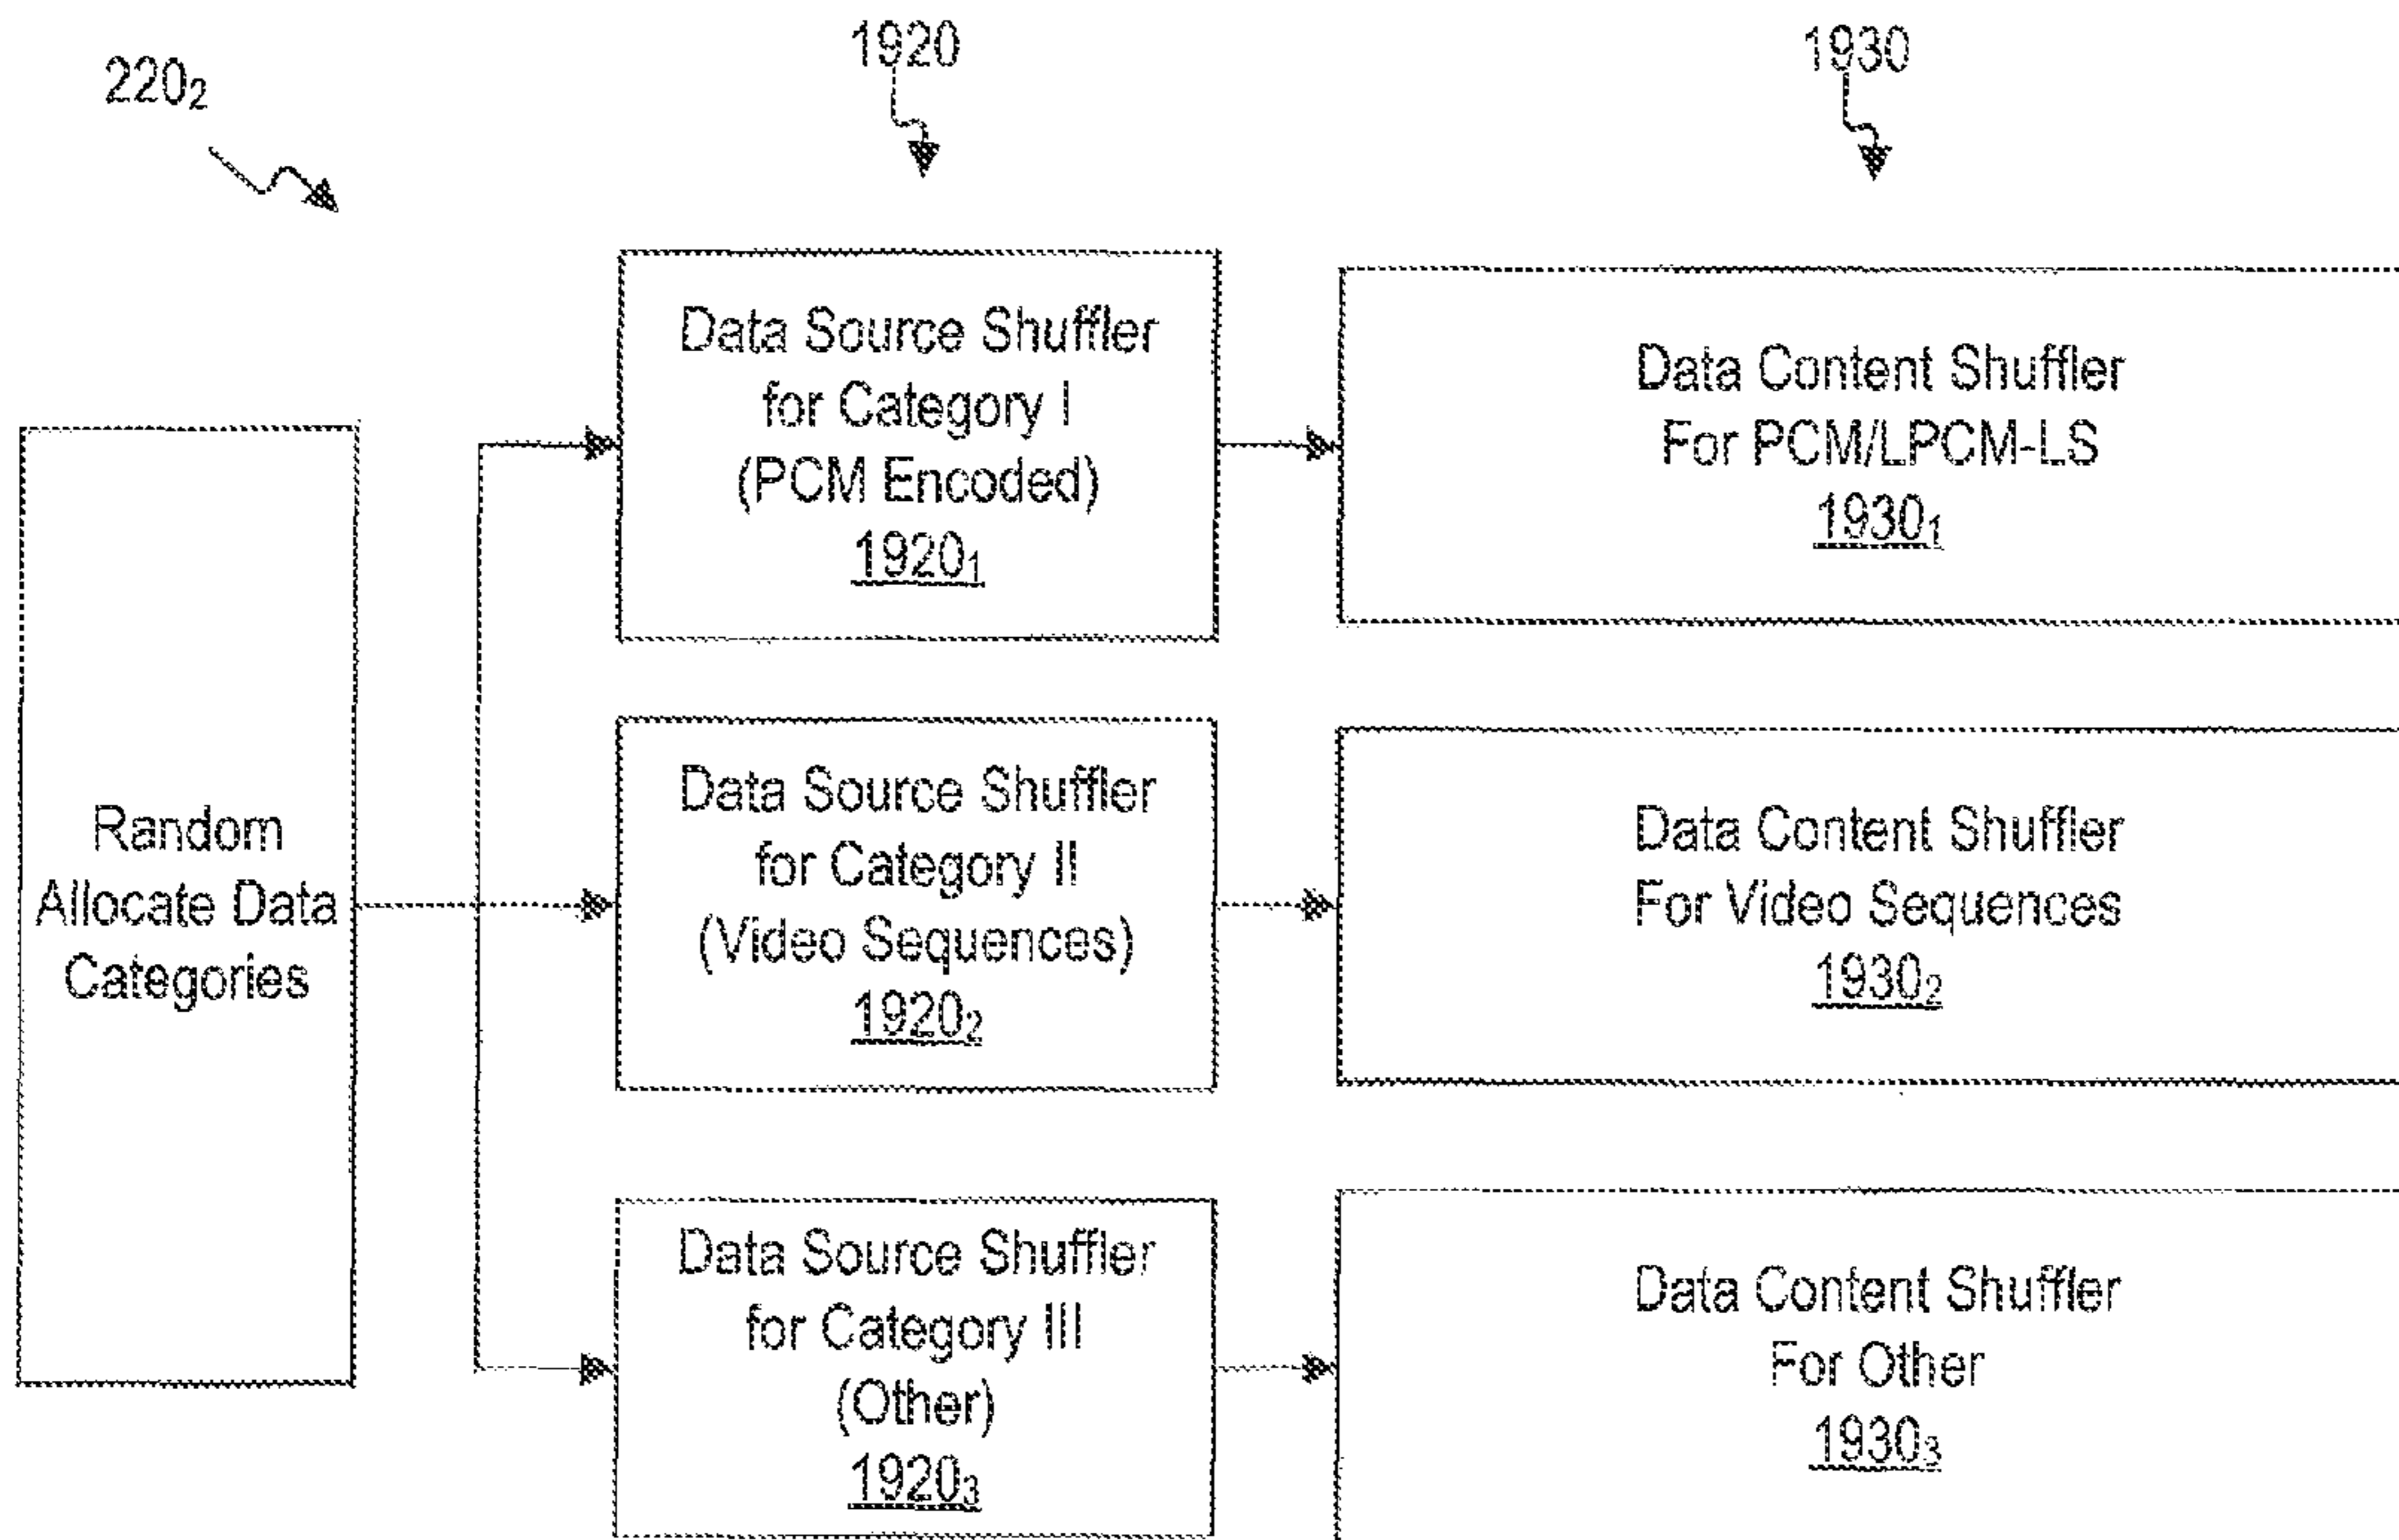 220₂
1920
1930
Random
Allocate Data
Categories
Data Source Shuffler
for Category I
(PCM Encoded)
1920₁
Data Content Shuffler
For PCM/LPCM-LS
1930₁
Data Source Shuffler
for Category II
(Video Sequences)
1920₂
Data Content Shuffler
For Video Sequences
1930₂
Data Source Shuffler
for Category III
(Other)
1920₃
Data Content Shuffler
For Other
1930₃